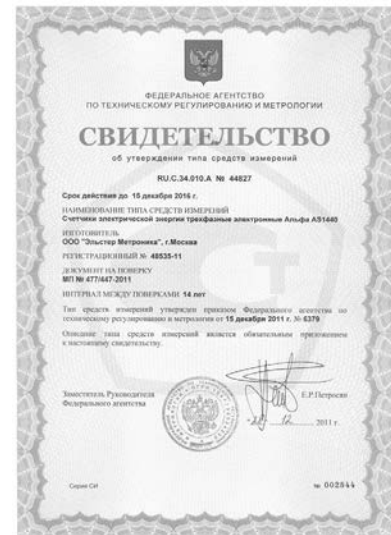 ФЕДЕРАЛЬНОЕ АГЕНТСТВО
ПО ТЕХНИЧЕСКОМУ РЕГУЛИРОВАНИЮ И МЕТРОЛОГИИ
СВИДЕТЕЛЬСТВО
об утверждении типа средств измерений
RU.C.34.010.A № 44827
Срок действия до 15 декабря 2016 г.
НАИМЕНОВАНИЕ ТИПА СРЕДСТВ ИЗМЕРЕНИЙ
Счетчики электрической энергии трехфазные электронные Альфа AS1440
ИЗГОТОВИТЕЛЬ
ООО "Эльстер Метроника", г.Москва
РЕГИСТРАЦИОННЫЙ № 48535-11
ДОКУМЕНТ НА ПОВЕРКУ
МП № 477/447-2011
ИНТЕРВАЛ МЕЖДУ ПОВЕРКАМИ 14 лет
Тип средств измерений утвержден приказом Федерального агентства по
техническому регулированию и метрологии от 15 декабря 2011 г. № 6379
Описание типа средств измерений является обязательным приложением
к настоящему свидетельству.
Заместитель Руководителя
Федерального агентства
Е.Р.Петросян
12 2011 г.
Серия СИ
№ 002844